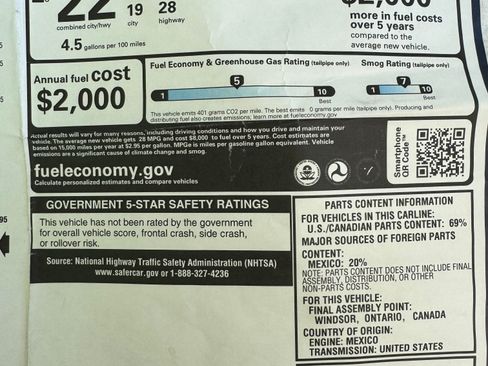 22
19
28
combined city/hwy
city
highway
4.5 gallons per 100 miles
$2,000
more in fuel costs
over 5 years
compared to the
average new vehicle.
Annual fuel cost
$2,000
Fuel Economy & Greenhouse Gas Rating (tailpipe only)
5
1
10
Best
Smog Rating (tailpipe only)
7
1
10
Best
This vehicle emits 401 grams CO2 per mile. The best emits 0 grams per mile (tailpipe only). Producing and
distributing fuel also creates emissions; learn more at fueleconomy.gov
Actual results will vary for many reasons, including driving conditions and how you drive and maintain your
vehicle. The average new vehicle gets 28 MPG and cost $8,000 to fuel over 5 years. Cost estimates are
based on 15,000 miles per year at $2.95 per gallon. MPGe is miles per gasoline gallon equivalent. Vehicle
emissions are a significant cause of climate change and smog.
fueleconomy.gov
Calculate personalized estimates and compare vehicles
Smartphone
QR Code™
GOVERNMENT 5-STAR SAFETY RATINGS
This vehicle has not been rated by the government
for overall vehicle score, frontal crash, side crash,
or rollover risk.
Source: National Highway Traffic Safety Administration (NHTSA)
www.safercar.gov or 1-888-327-4236
PARTS CONTENT INFORMATION
FOR VEHICLES IN THIS CARLINE:
U.S./CANADIAN PARTS CONTENT: 69%
MAJOR SOURCES OF FOREIGN PARTS
CONTENT:
MEXICO: 20%
NOTE: PARTS CONTENT DOES NOT INCLUDE FINAL
ASSEMBLY, DISTRIBUTION, OR OTHER
NON-PARTS COSTS.
FOR THIS VEHICLE:
FINAL ASSEMBLY POINT:
WINDSOR, ONTARIO, CANADA
COUNTRY OF ORIGIN:
ENGINE: MEXICO
TRANSMISSION: UNITED STATES
95